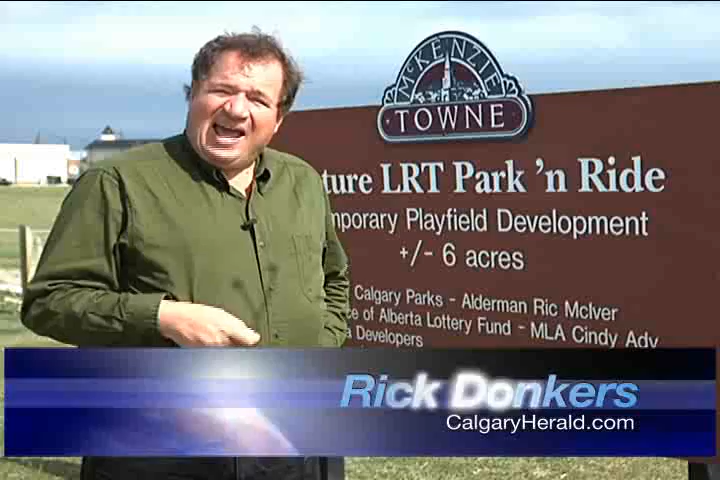 McKENZIE
TOWNE
ture LRT Park 'n Ride
mporary Playfield Development
+/- 6 acres
Calgary Parks - Alderman Ric McIver
ce of Alberta Lottery Fund - MLA Cindy Ady
a Developers
Rick Donkers
CalgaryHerald.com